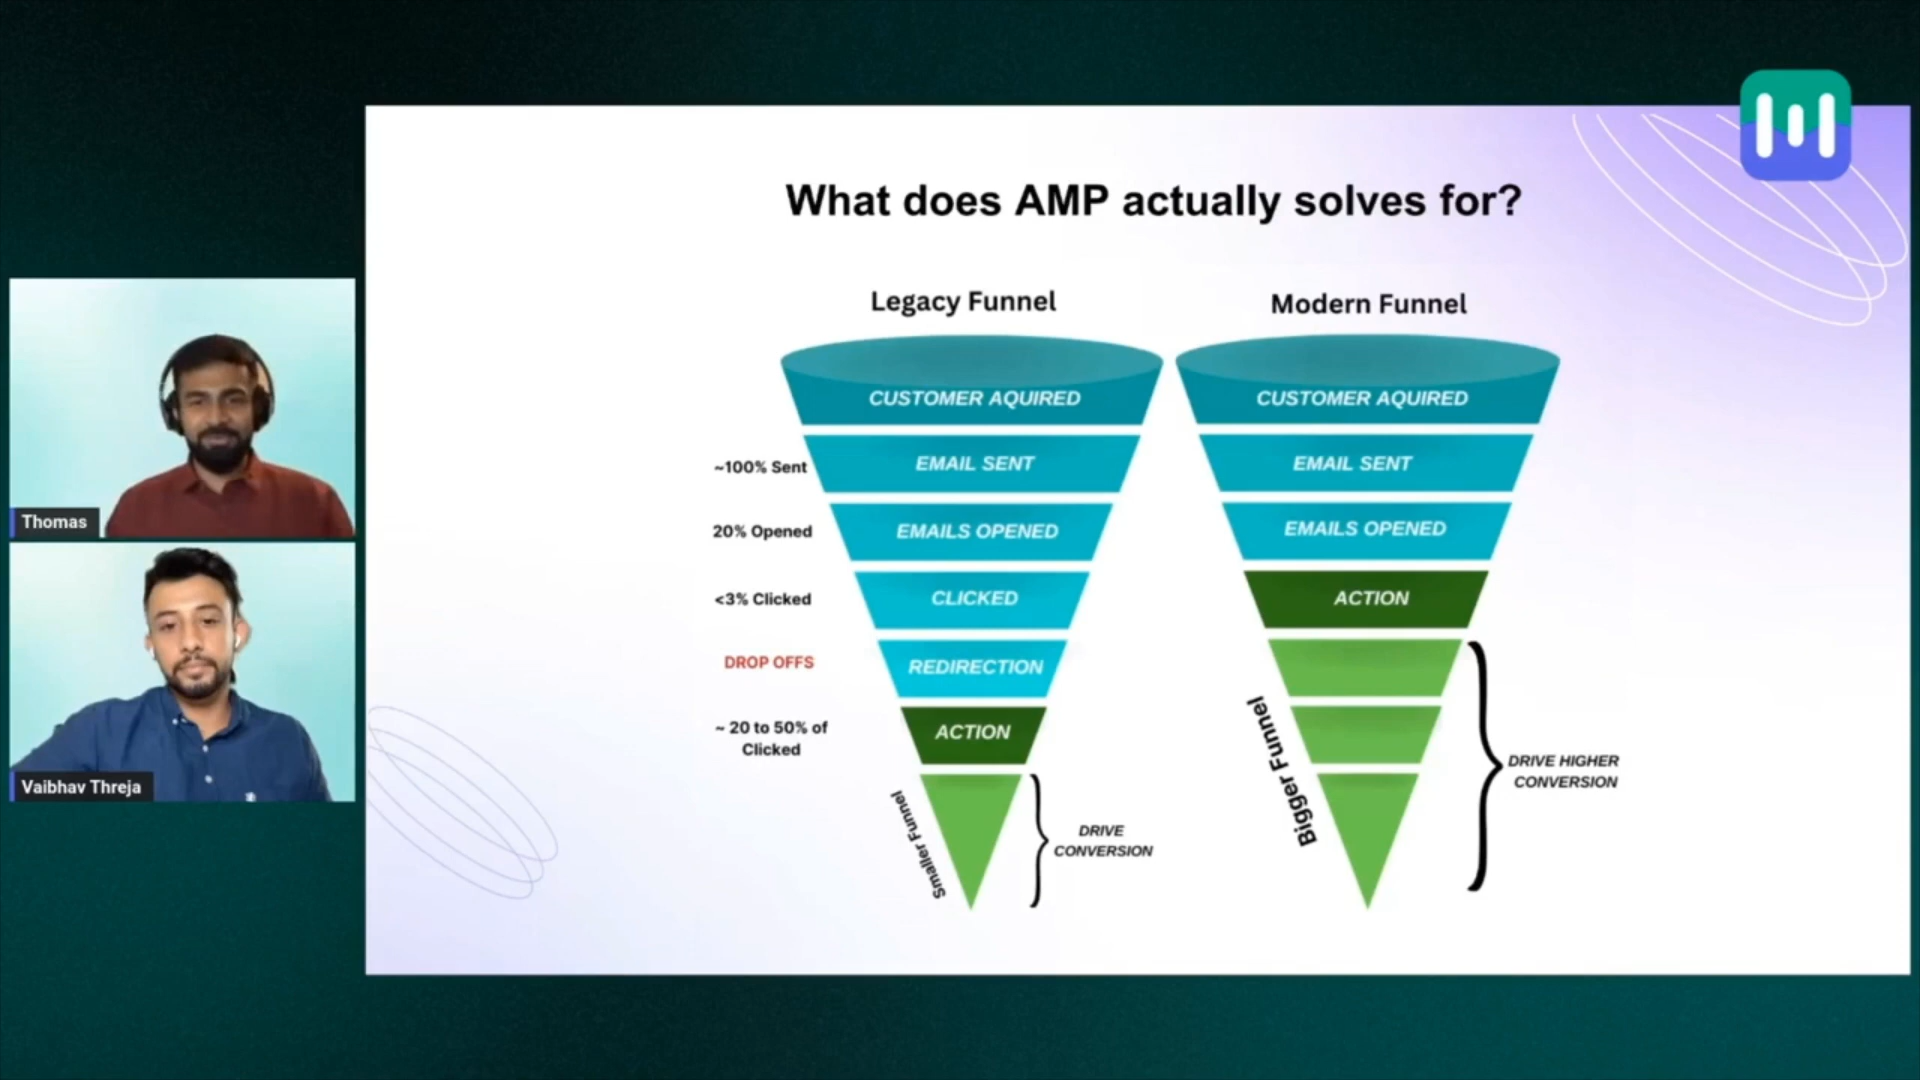 What does AMP actually solves for?
Legacy Funnel
CUSTOMER AQUIRED
~100% Sent
EMAIL SENT
20% Opened
EMAILS OPENED
<3% Clicked
CLICKED
DROP OFFS
REDIRECTION
~ 20 to 50% of
Clicked
ACTION
Smaller Funnel
DRIVE
CONVERSION
Modern Funnel
CUSTOMER AQUIRED
EMAIL SENT
EMAILS OPENED
ACTION
Bigger Funnel
DRIVE HIGHER
CONVERSION
Thomas
Vaibhav Threja